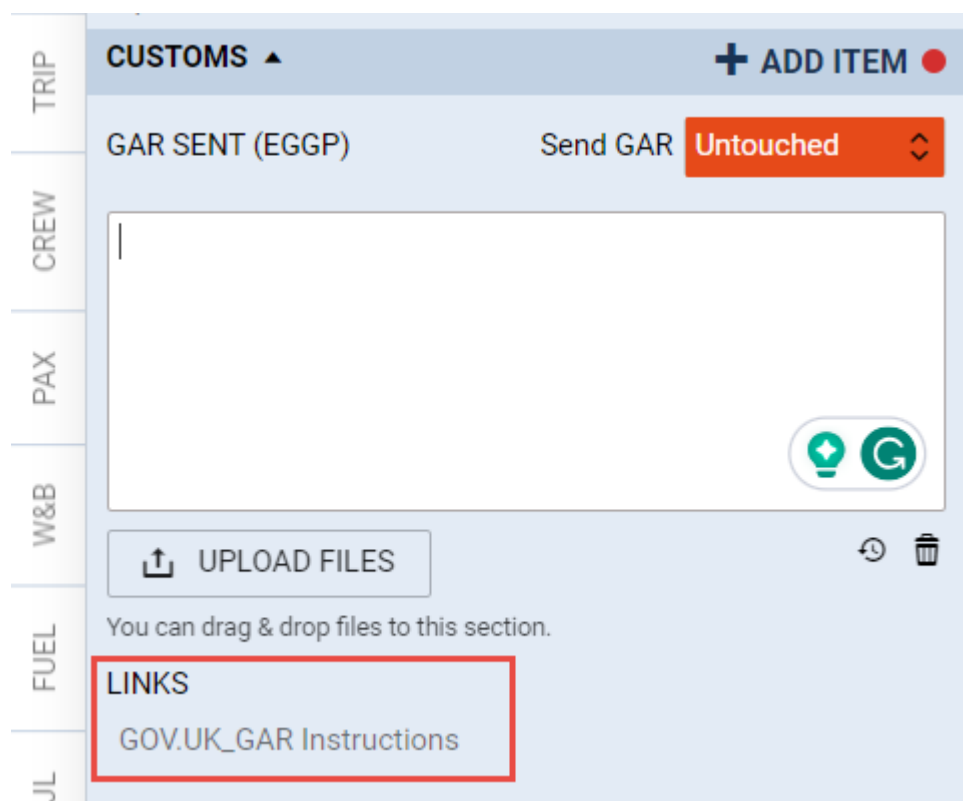 CUSTOMS
ADD ITEM
GAR SENT (EGGP)
Send GAR
Untouched
UPLOAD FILES
You can drag & drop files to this section.
LINKS
GOV.UK_GAR Instructions
TRIP
CREW
PAX
W&B
FUEL